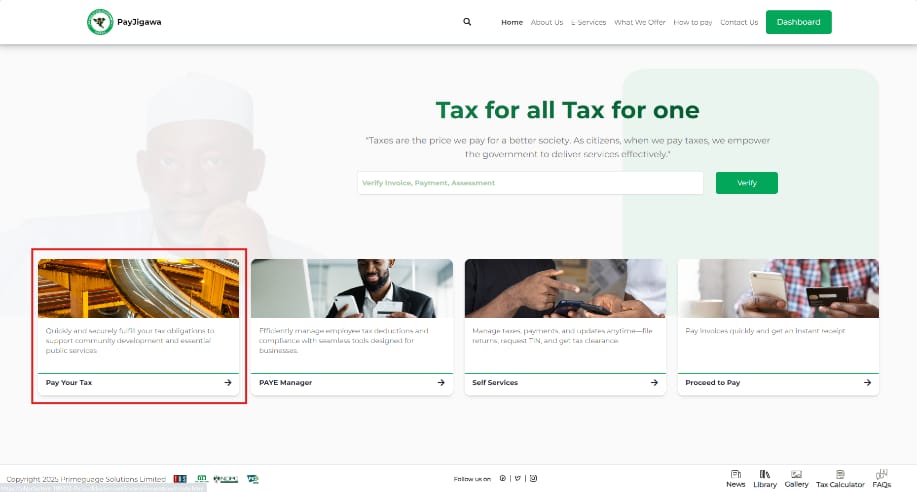 PayJigawa
Home About Us E-Services What We Offer How to pay Contact Us Dashboard
Tax for all Tax for one
"Taxes are the price we pay for a better society. As citizens, when we pay taxes, we empower
the government to deliver services effectively."
Verify Invoice, Payment, Assessment
Verify
Quickly and securely fulfill your tax obligations to
support community development and essential
public services
Pay Your Tax
Efficiently manage employee tax deductions and
compliance with seamless tools designed for
businesses.
PAYE Manager
Manage taxes, payments, and updates anytime—file
returns, request TIN, and get tax clearance.
Self Services
Pay invoices quickly and get an instant receipt
Proceed to Pay
Copyright 2025 Primeguage Solutions Limited
Follow us on
News Library Gallery Tax Calculator FAQs